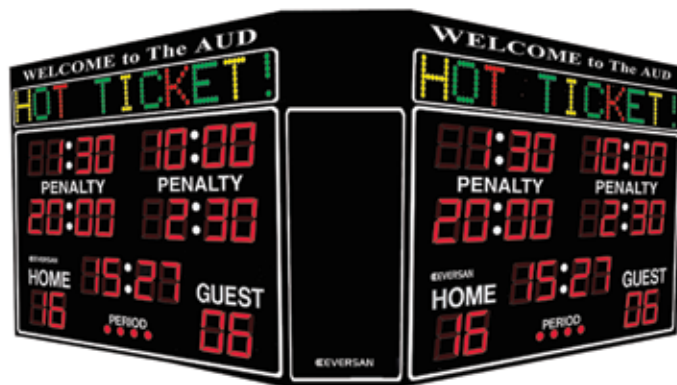 WELCOME to The AUD
HOT TICKET!
1:30 10:00
PENALTY PENALTY
20:00 2:30
EVERSAN
15:27
HOME GUEST
16 06
PERIOD
EVERSAN
WELCOME to The AUD
HOT TICKET!
1:30 10:00
PENALTY PENALTY
20:00 2:30
EVERSAN
15:27
HOME GUEST
16 06
PERIOD